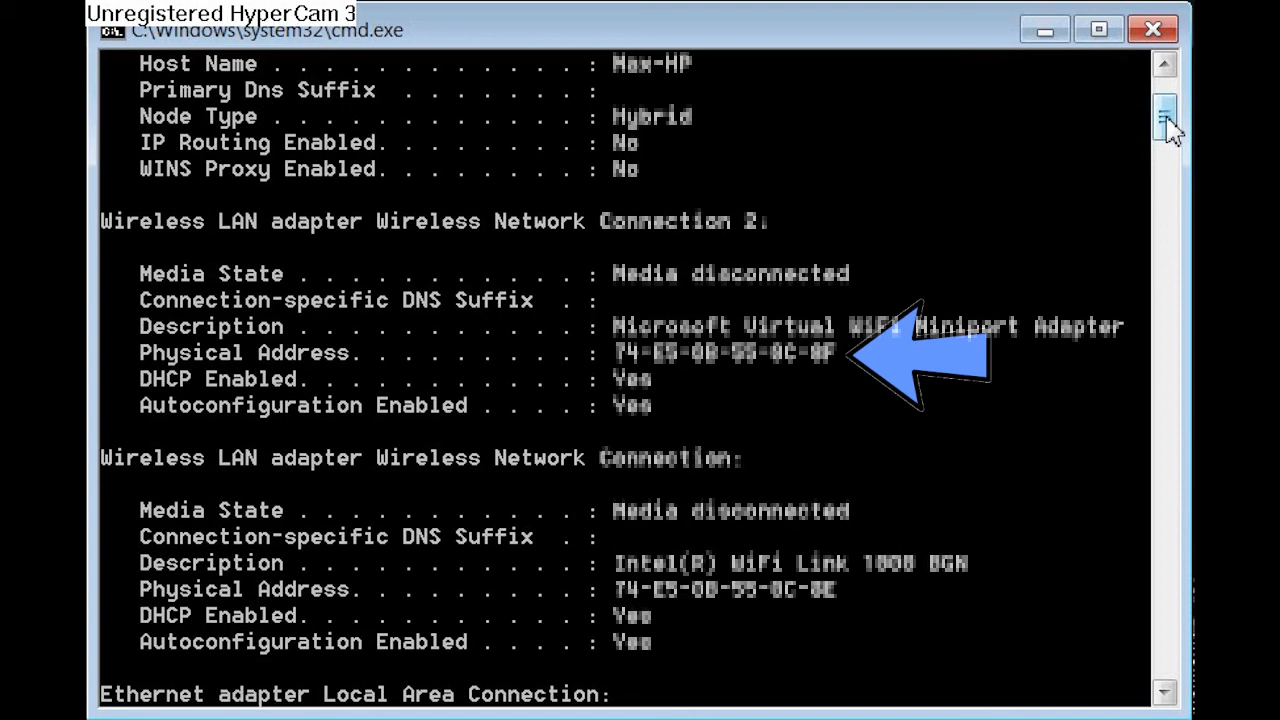 Unregistered HyperCam 3
C:\Windows\system32\cmd.exe
Host Name . . . . . . . . . . . . : Max-HP
Primary Dns Suffix . . . . . . . :
Node Type . . . . . . . . . . . . : Hybrid
IP Routing Enabled. . . . . . . . : No
WINS Proxy Enabled. . . . . . . . : No
Wireless LAN adapter Wireless Network Connection 2:
Media State . . . . . . . . . . . : Media disconnected
Connection-specific DNS Suffix . :
Description . . . . . . . . . . . : Microsoft Virtual WiFi Miniport Adapter
Physical Address. . . . . . . . . :
DHCP Enabled. . . . . . . . . . . : Yes
Autoconfiguration Enabled . . . . : Yes
Wireless LAN adapter Wireless Network Connection:
Media State . . . . . . . . . . . : Media disconnected
Connection-specific DNS Suffix . :
Description . . . . . . . . . . . : Intel(R) WiFi Link 1000 BGN
Physical Address. . . . . . . . . :
DHCP Enabled. . . . . . . . . . . : Yes
Autoconfiguration Enabled . . . . : Yes
Ethernet adapter Local Area Connection: